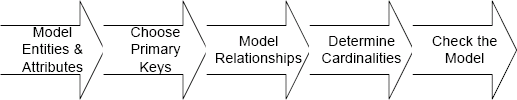 Model
Entities &
Attributes
Choose
Primary
Keys
Model
Relationships
Determine
Cardinalities
Check the
Model